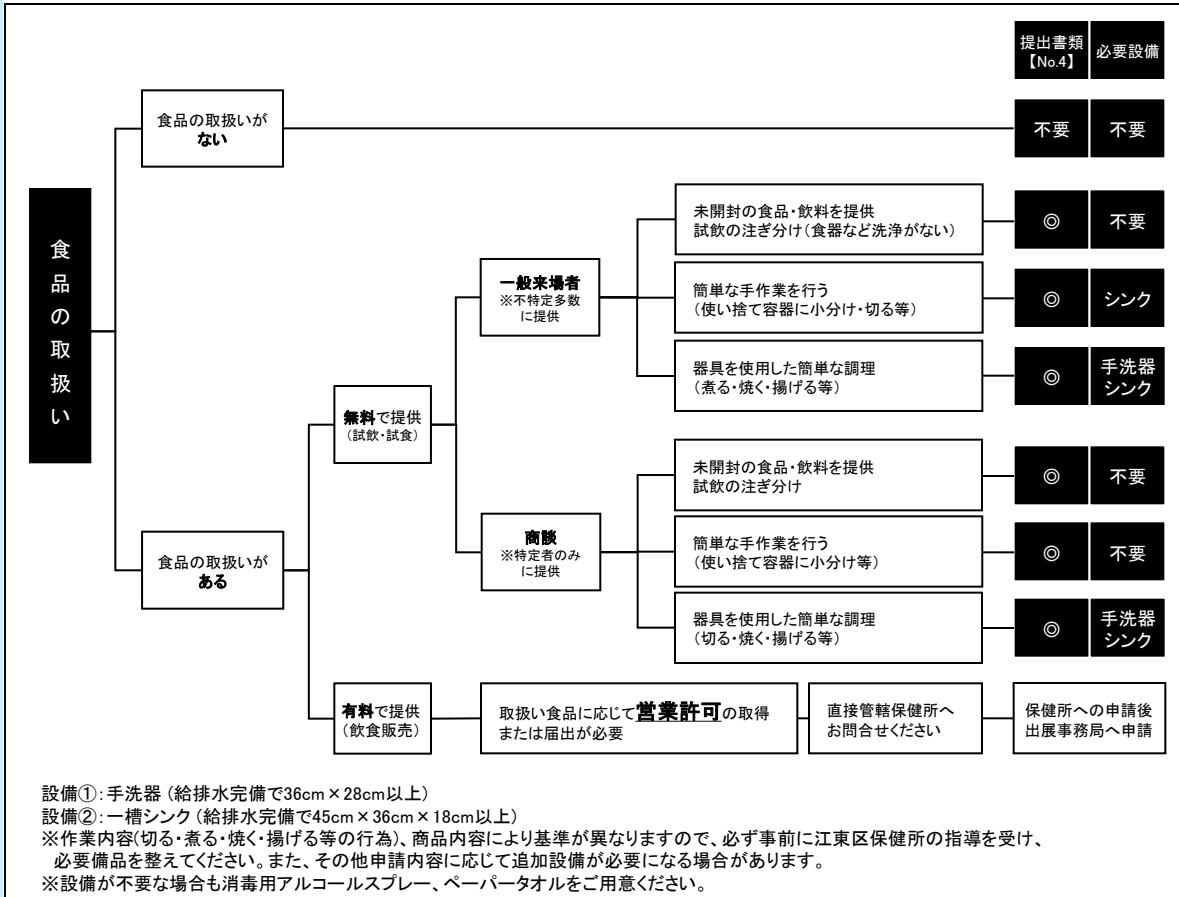 提出書類
【No.4】
必要設備
食品の取扱いが
ない
不要
不要
食品の取扱い
未開封の食品・飲料を提供
試飲の注ぎ分け(食器など洗浄がない)
◎
不要
一般来場者
※不特定多数
に提供
簡単な手作業を行う
(使い捨て容器に小分け・切る等)
◎
シンク
器具を使用した簡単な調理
(煮る・焼く・揚げる等)
◎
手洗器
シンク
無料で提供
(試飲・試食)
未開封の食品・飲料を提供
試飲の注ぎ分け
◎
不要
商談
※特定者のみ
に提供
簡単な手作業を行う
(使い捨て容器に小分け等)
◎
不要
食品の取扱いが
ある
器具を使用した簡単な調理
(切る・焼く・揚げる等)
◎
手洗器
シンク
有料で提供
(飲食販売)
取扱い食品に応じて営業許可の取得
または届出が必要
直接管轄保健所へ
お問合せください
保健所への申請後
出展事務局へ申請
設備①:手洗器 (給排水完備で36cm×28cm以上)
設備②:一槽シンク (給排水完備で45cm×36cm×18cm以上)
※作業内容(切る・煮る・焼く・揚げる等の行為)、商品内容により基準が異なりますので、必ず事前に江東区保健所の指導を受け、
必要備品を整えてください。また、その他申請内容に応じて追加設備が必要になる場合があります。
※設備が不要な場合も消毒用アルコールスプレー、ペーパータオルをご用意ください。